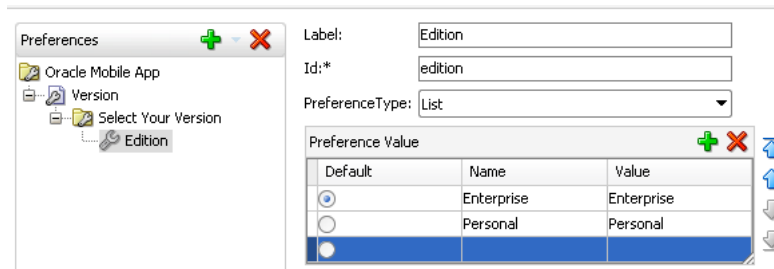 Preferences
Oracle Mobile App
Version
Select Your Version
Edition
Label: Edition
Id:* edition
PreferenceType: List
Preference Value
Default Name Value
Enterprise Enterprise
Personal Personal